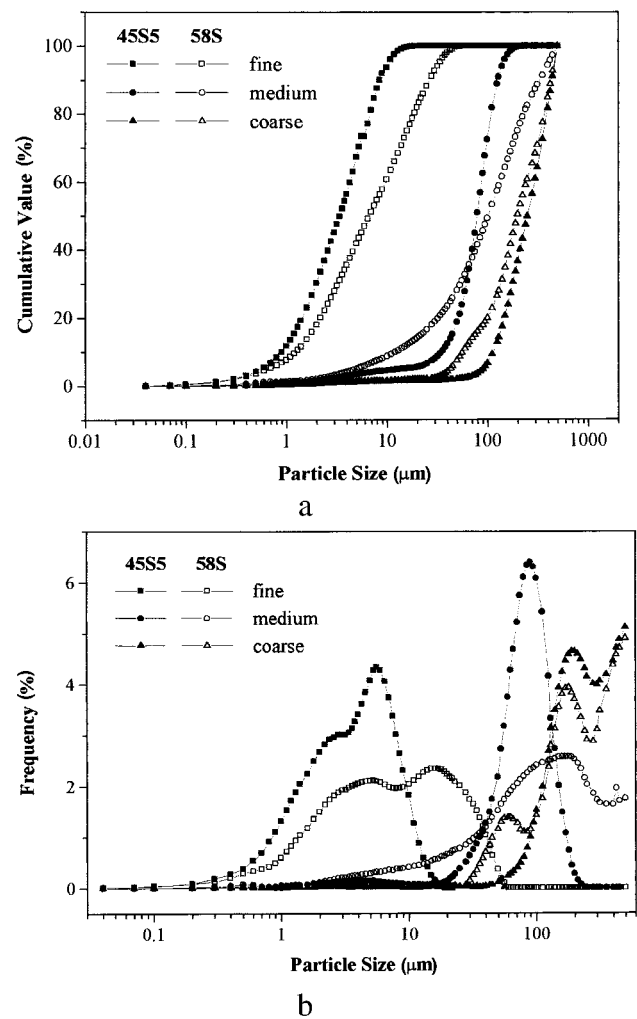 45S5 58S
fine
medium
coarse
100
80
60
40
20
0
Cumulative Value (%)
0.01 0.1 1 10 100 1000
Particle Size (μm)
a
45S5 58S
fine
medium
coarse
6
4
2
0
Frequency (%)
0.1 1 10 100
Particle Size (μm)
b